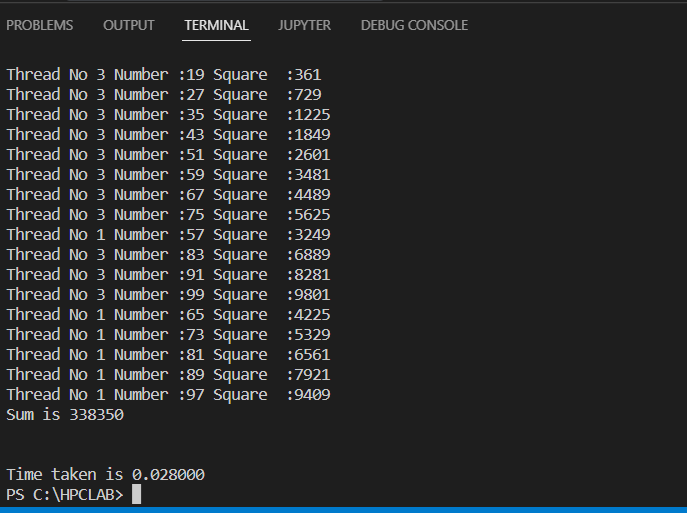 PROBLEMS OUTPUT TERMINAL JUPYTER DEBUG CONSOLE
Thread No 3 Number :19 Square  :361
Thread No 3 Number :27 Square  :729
Thread No 3 Number :35 Square  :1225
Thread No 3 Number :43 Square  :1849
Thread No 3 Number :51 Square  :2601
Thread No 3 Number :59 Square  :3481
Thread No 3 Number :67 Square  :4489
Thread No 3 Number :75 Square  :5625
Thread No 1 Number :57 Square  :3249
Thread No 3 Number :83 Square  :6889
Thread No 3 Number :91 Square  :8281
Thread No 3 Number :99 Square  :9801
Thread No 1 Number :65 Square  :4225
Thread No 1 Number :73 Square  :5329
Thread No 1 Number :81 Square  :6561
Thread No 1 Number :89 Square  :7921
Thread No 1 Number :97 Square  :9409
Sum is 338350
Time taken is 0.028000
PS C:\HPCLAB>